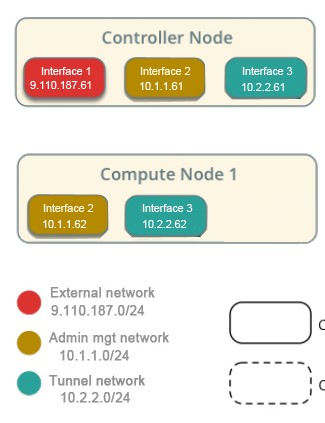 Controller Node
Interface 1
9.110.187.61
Interface 2
10.1.1.61
Interface 3
10.2.2.61
Compute Node 1
Interface 2
10.1.1.62
Interface 3
10.2.2.62
External network
9.110.187.0/24
Admin mgt network
10.1.1.0/24
Tunnel network
10.2.2.0/24